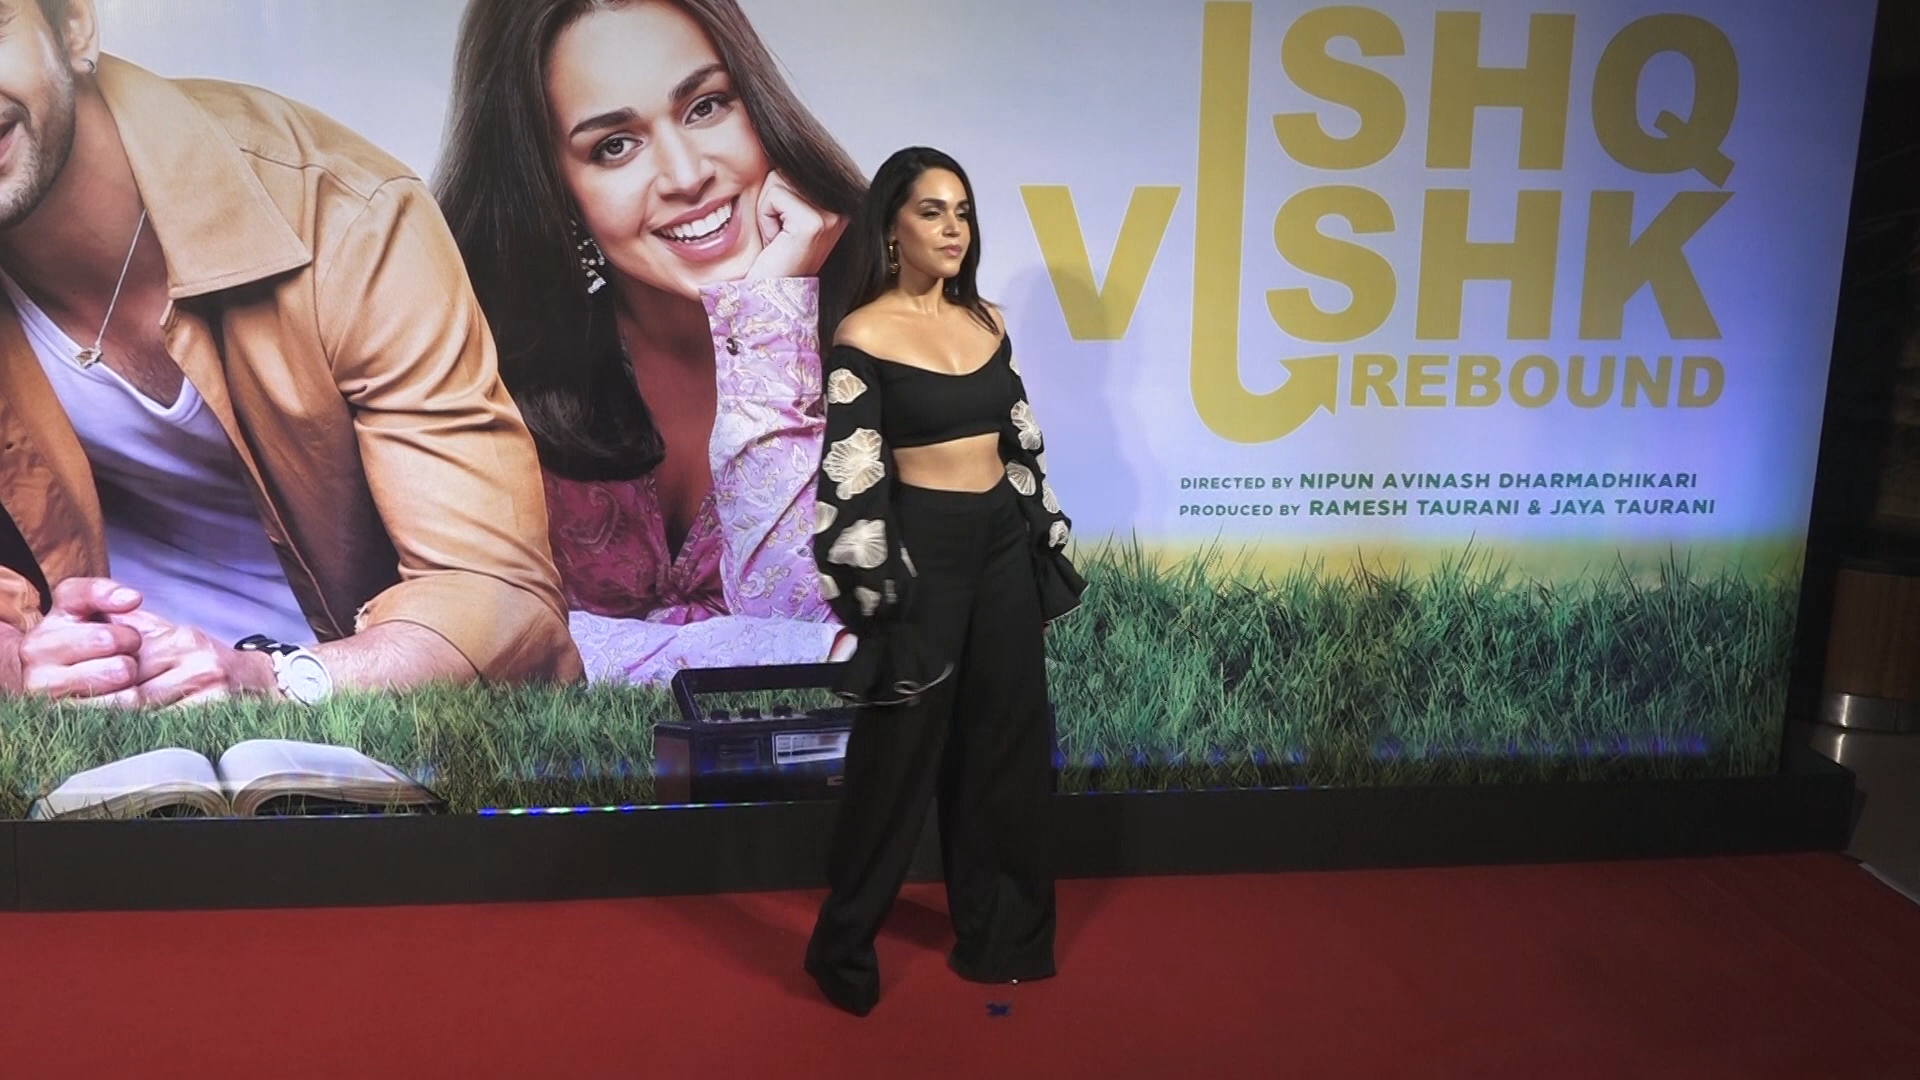 ISHQ
VISHK
REBOUND
DIRECTED BY NIPUN AVINASH DHARMADHIKARI
PRODUCED BY RAMESH TAURANI & JAYA TAURANI